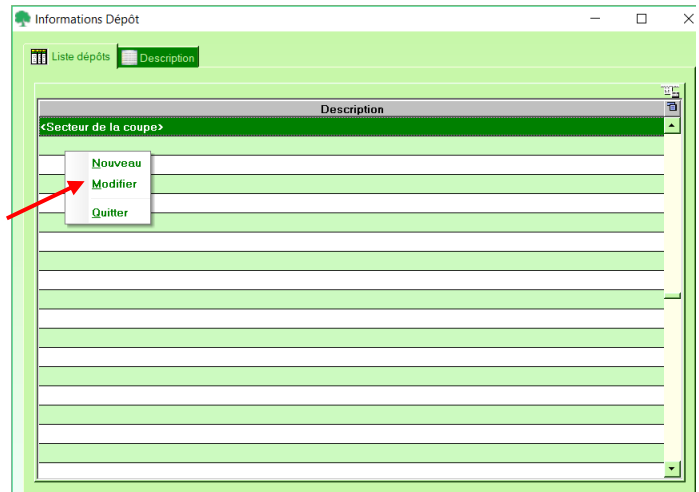 Informations Dépôt
Liste dépôts
Description
Description
<Secteur de la coupe>
Nouveau
Modifier
Quitter